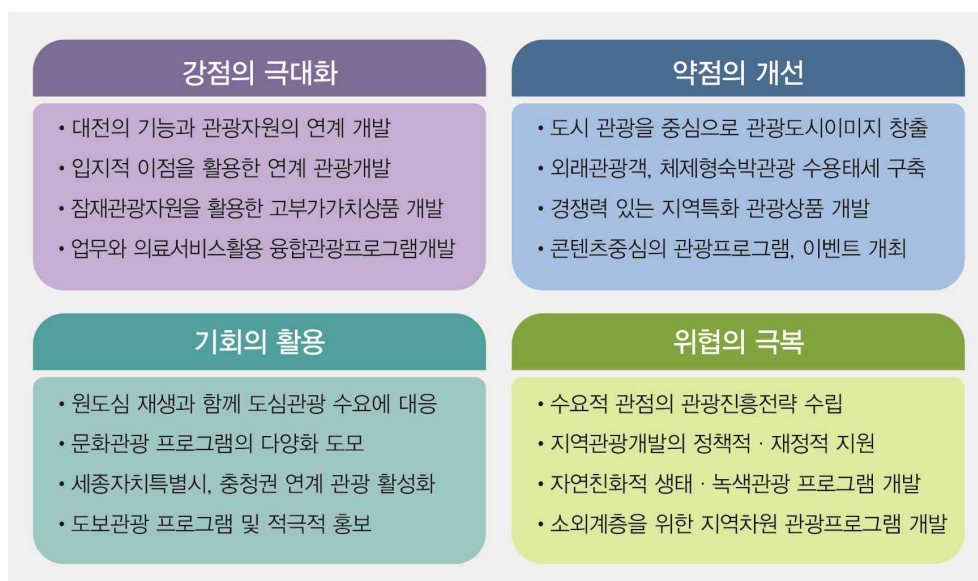 강점의 극대화
• 대전의 기능과 관광자원의 연계 개발
• 입지적 이점을 활용한 연계 관광개발
• 잠재관광자원을 활용한 고부가가치상품 개발
• 업무와 의료서비스활용 융합관광프로그램개발
약점의 개선
• 도시 관광을 중심으로 관광도시이미지 창출
• 외래관광객, 체제형숙박관광 수용태세 구축
• 경쟁력 있는 지역특화 관광상품 개발
• 콘텐츠중심의 관광프로그램, 이벤트 개최
기회의 활용
• 원도심 재생과 함께 도심관광 수요에 대응
• 문화관광 프로그램의 다양화 도모
• 세종자치특별시, 충청권 연계 관광 활성화
• 도보관광 프로그램 및 적극적 홍보
위협의 극복
• 수요적 관점의 관광진흥전략 수립
• 지역관광개발의 정책적 · 재정적 지원
• 자연친화적 생태 · 녹색관광 프로그램 개발
• 소외계층을 위한 지역차원 관광프로그램 개발